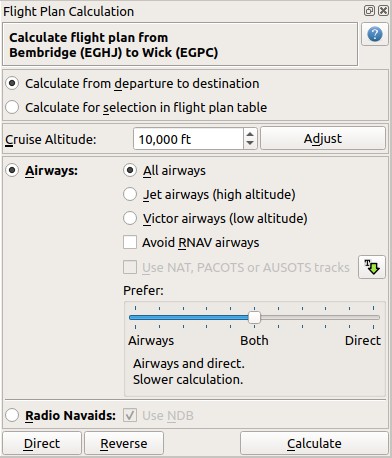 Flight Plan Calculation
Calculate flight plan from
Bembridge (EGHJ) to Wick (EGPC)
?
Calculate from departure to destination
Calculate for selection in flight plan table
Cruise Altitude: 10,000 ft Adjust
Airways: All airways
Jet airways (high altitude)
Victor airways (low altitude)
Avoid RNAV airways
Use NAT, PACOTS or AUSOTS tracks T
Prefer:
Airways Both Direct
Airways and direct.
Slower calculation.
Radio Navaids: Use NDB
Direct Reverse Calculate